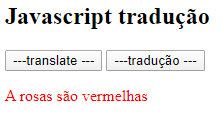 Javascript tradução
---translate --- ---tradução ---
A rosas são vermelhas